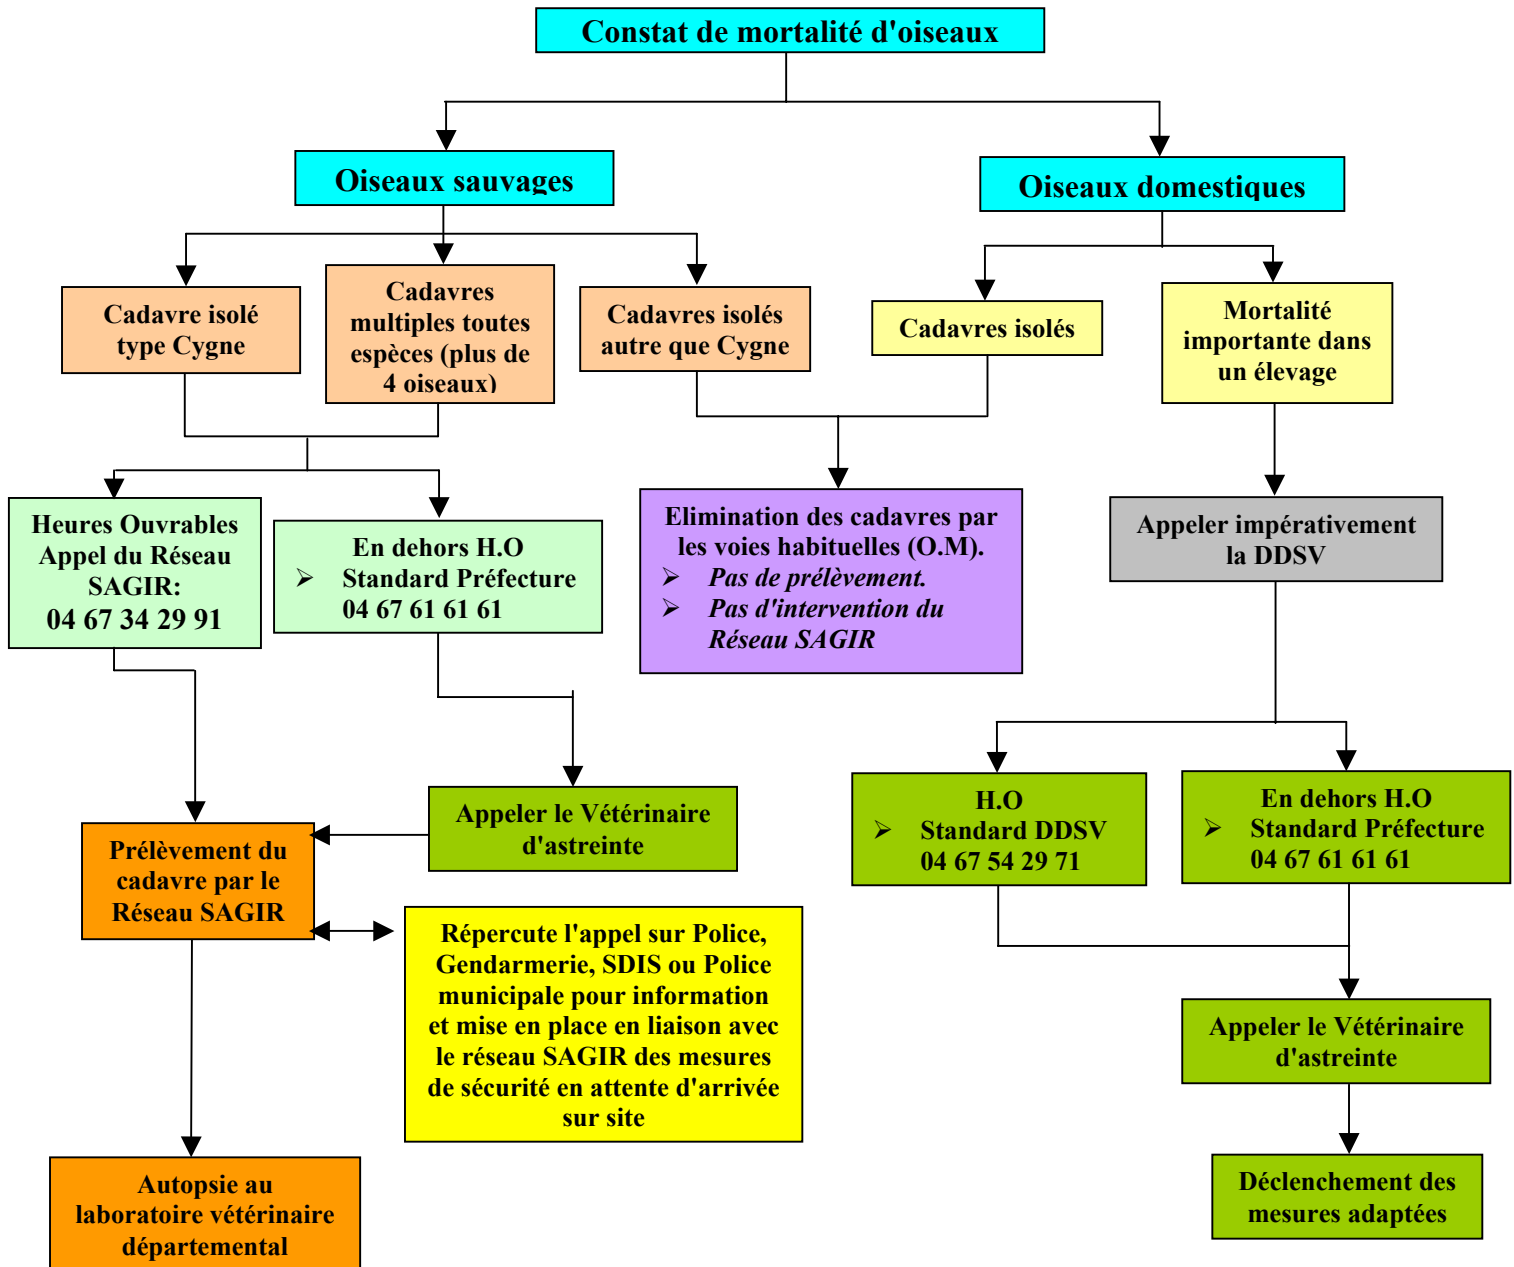 Constat de mortalité d'oiseaux
Oiseaux sauvages
Oiseaux domestiques
Cadavre isolé
type Cygne
Cadavres
multiples toutes
espèces (plus de
4 oiseaux)
Cadavres isolés
autre que Cygne
Cadavres isolés
Mortalité
importante dans
un élevage
Heures Ouvrables
Appel du Réseau
SAGIR:
04 67 34 29 91
En dehors H.O
➢ Standard Préfecture
04 67 61 61 61
Elimination des cadavres par
les voies habituelles (O.M).
➢ Pas de prélèvement.
➢ Pas d'intervention du
Réseau SAGIR
Appeler impérativement
la DDSV
H.O
➢ Standard DDSV
04 67 54 29 71
En dehors H.O
➢ Standard Préfecture
04 67 61 61 61
Appeler le Vétérinaire
d'astreinte
Prélèvement du
cadavre par le
Réseau SAGIR
Répercute l'appel sur Police,
Gendarmerie, SDIS ou Police
municipale pour information
et mise en place en liaison avec
le réseau SAGIR des mesures
de sécurité en attente d'arrivée
sur site
Appeler le Vétérinaire
d'astreinte
Autopsie au
laboratoire vétérinaire
départemental
Déclenchement des
mesures adaptées